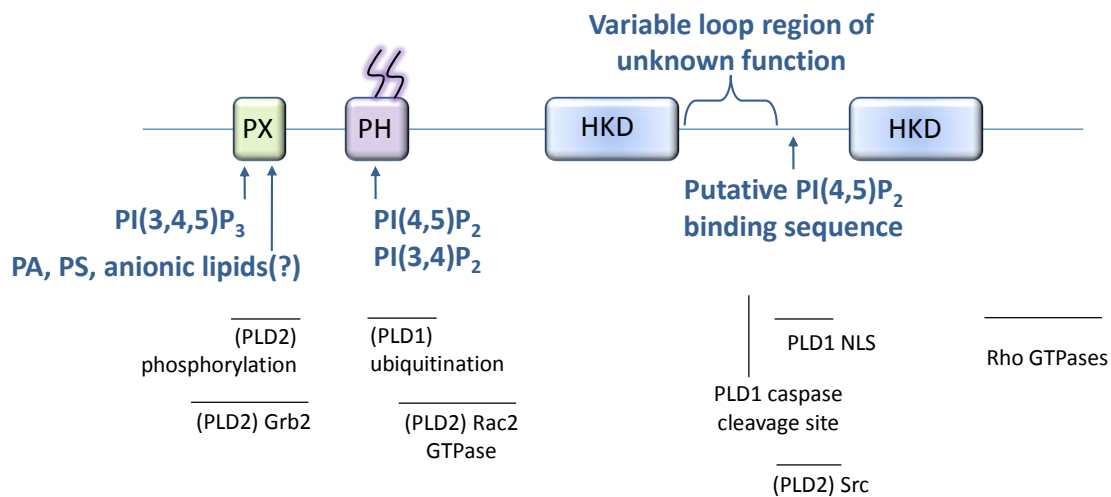 Variable loop region of
unknown function
PX
PH
HKD
HKD
PI(3,4,5)P₃
PA, PS, anionic lipids(?)
PI(4,5)P₂
PI(3,4)P₂
Putative PI(4,5)P₂
binding sequence
(PLD2)
phosphorylation
(PLD2) Grb2
(PLD1)
ubiquitination
(PLD2) Rac2
GTPase
PLD1 NLS
PLD1 caspase
cleavage site
(PLD2) Src
Rho GTPases